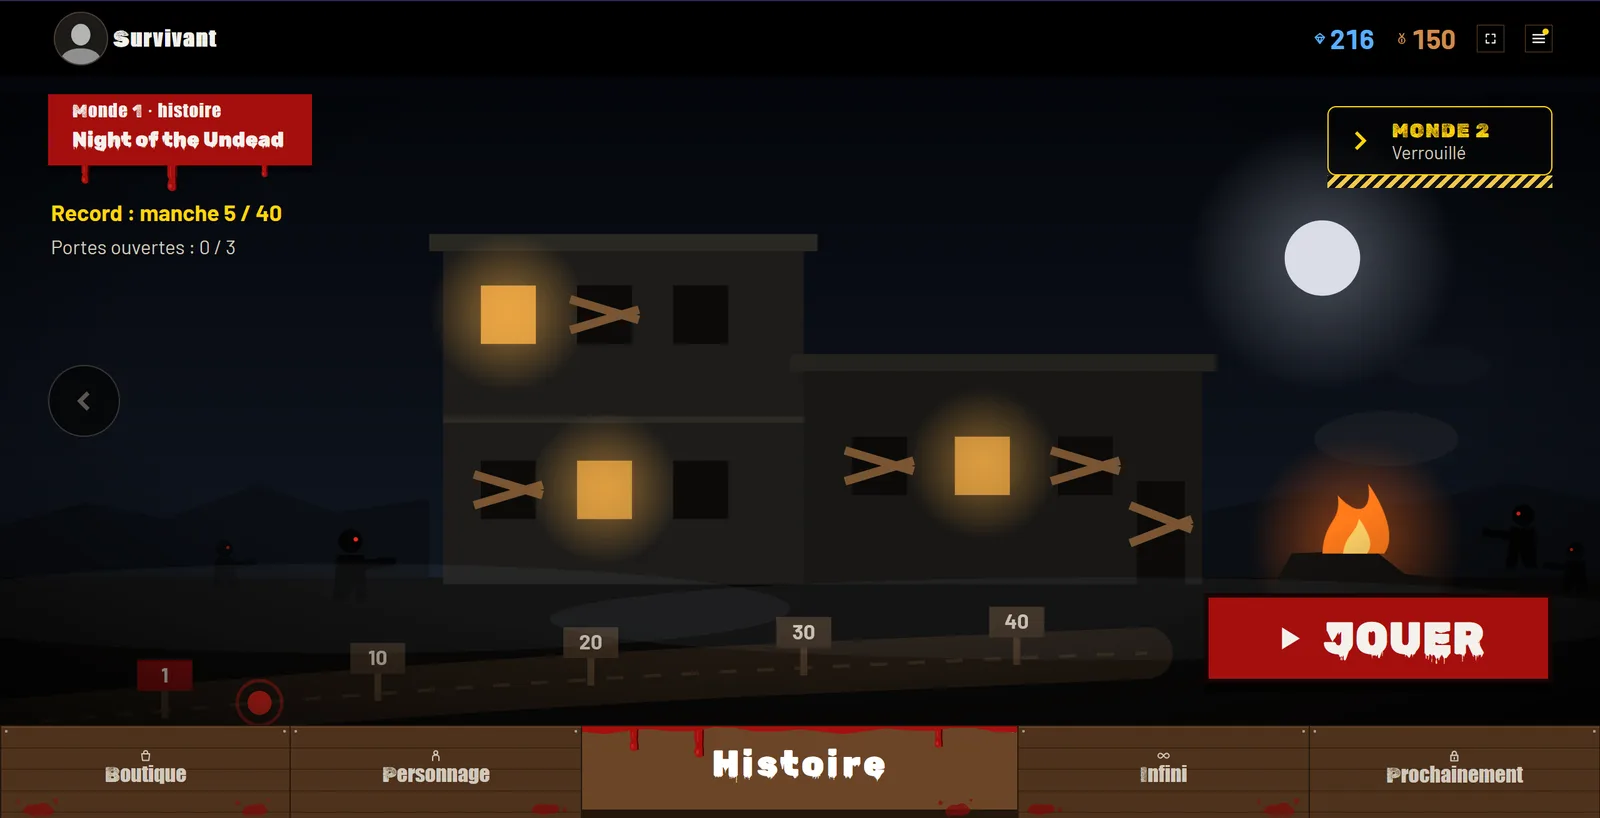 Survivant
216
150
Monde 1 · histoire
Night of the Undead
MONDE 2
Verrouillé
Record : manche 5 / 40
Portes ouvertes : 0 / 3
1
10
20
30
40
JOUER
Boutique
Personnage
Histoire
Infini
Prochainement